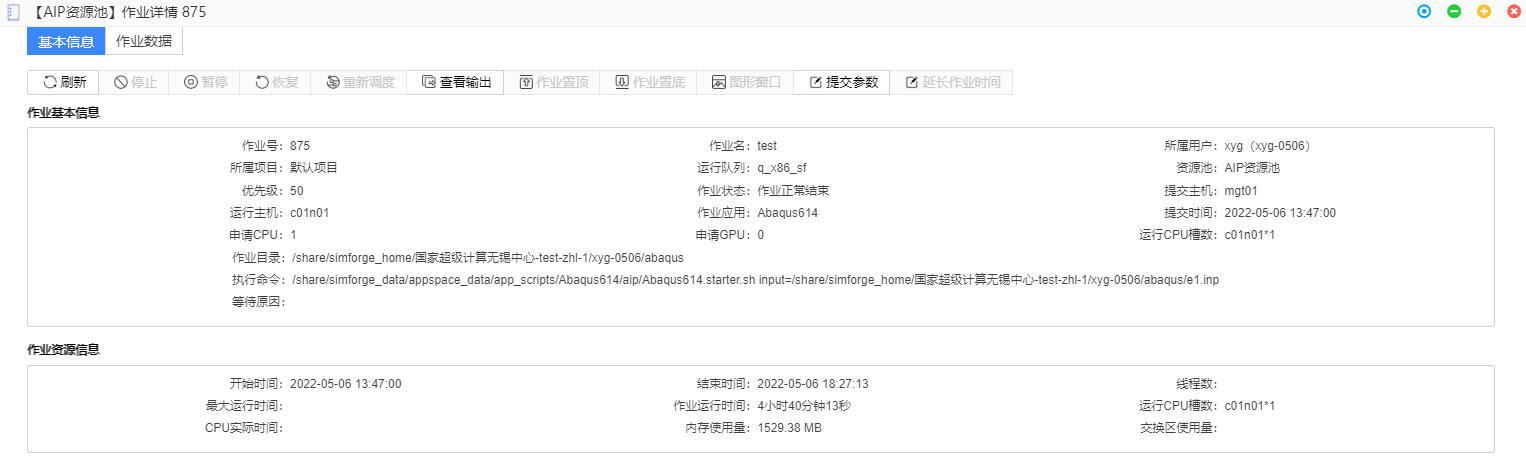 【AIP资源池】作业详情 875
基本信息 作业数据
刷新 停止 暂停 恢复 重新调度 查看输出 作业置顶 作业置底 图形窗口 提交参数 延长作业时间
作业基本信息
作业号： 875 作业名： test 所属用户： xyg（xyg-0506）
所属项目： 默认项目 运行队列： q_x86_sf 资源池： AIP资源池
优先级： 50 作业状态： 作业正常结束 提交主机： mgt01
运行主机： c01n01 作业应用： Abaqus614 提交时间： 2022-05-06 13:47:00
申请CPU： 1 申请GPU： 0 运行CPU槽数： c01n01*1
作业目录： /share/simforge_home/国家超级计算无锡中心-test-zhl-1/xyg-0506/abaqus
执行命令： /share/simforge_data/appspace_data/app_scripts/Abaqus614/aip/Abaqus614.starter.sh input=/share/simforge_home/国家超级计算无锡中心-test-zhl-1/xyg-0506/abaqus/e1.inp
等待原因：
作业资源信息
开始时间： 2022-05-06 13:47:00 结束时间： 2022-05-06 18:27:13 线程数：
最大运行时间： 作业运行时间： 4小时40分钟13秒 运行CPU槽数： c01n01*1
CPU实际时间： 内存使用量： 1529.38 MB 交换区使用量：